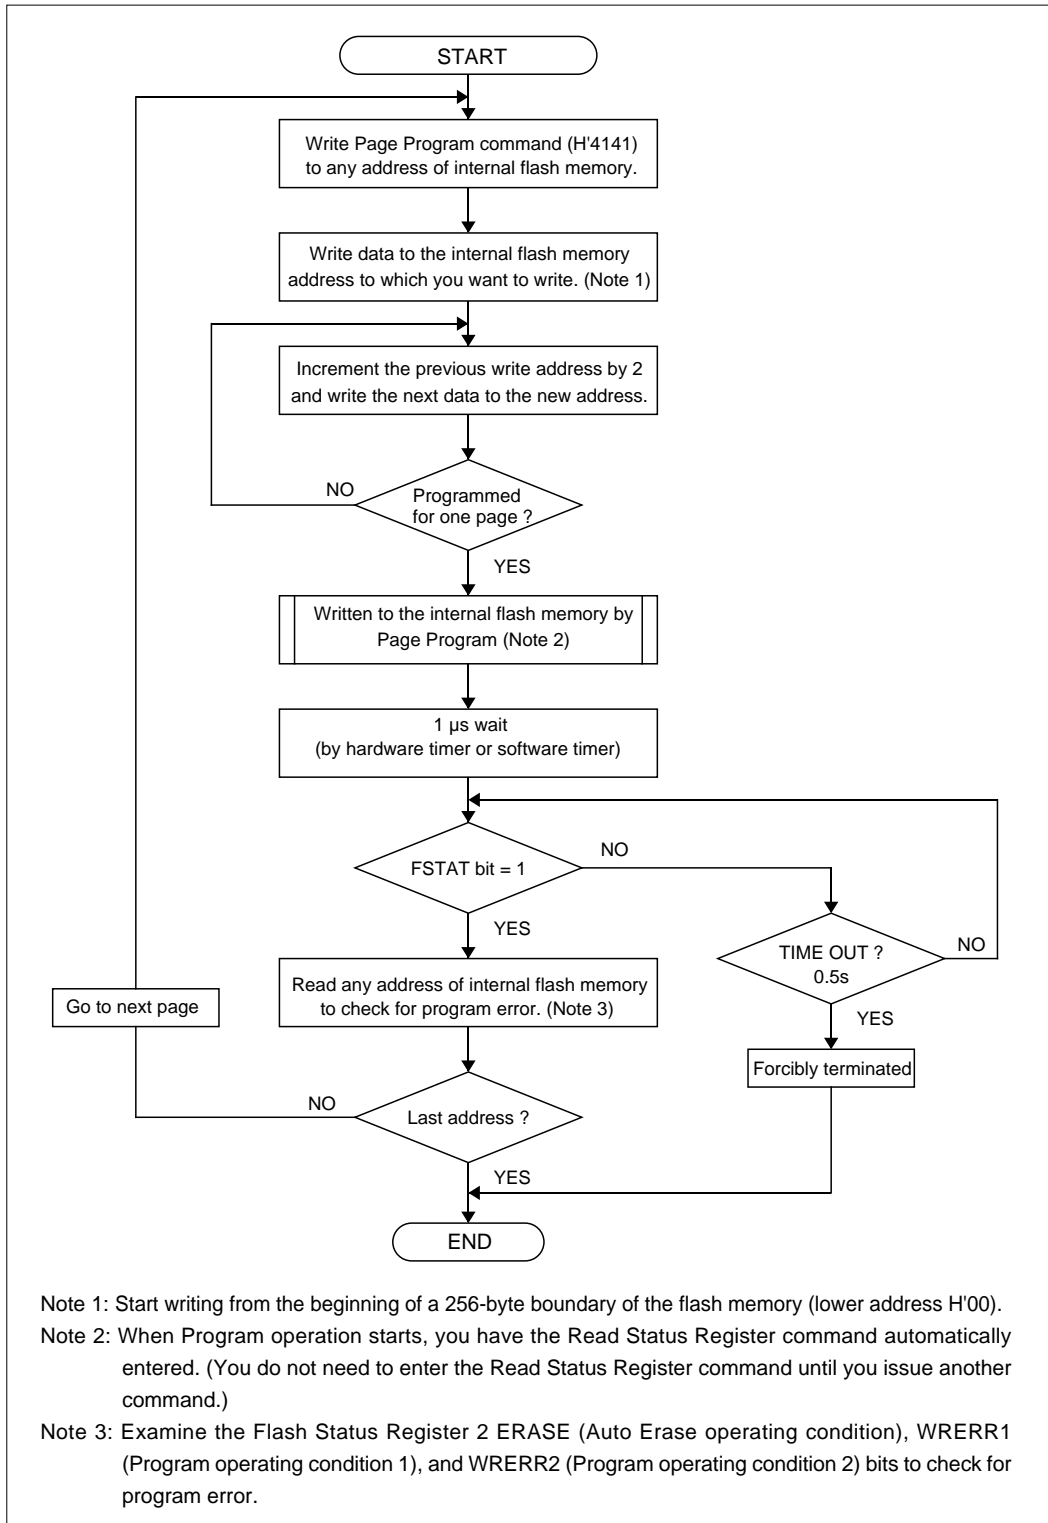 START
Write Page Program command (H'4141)
to any address of internal flash memory.
Write data to the internal flash memory
address to which you want to write. (Note 1)
Increment the previous write address by 2
and write the next data to the new address.
NO
Programmed
for one page ?
YES
Written to the internal flash memory by
Page Program (Note 2)
1 µs wait
(by hardware timer or software timer)
FSTAT bit = 1
NO
YES
TIME OUT ?
0.5s
NO
YES
Read any address of internal flash memory
to check for program error. (Note 3)
Go to next page
Forcibly terminated
NO
Last address ?
YES
END
Note 1: Start writing from the beginning of a 256-byte boundary of the flash memory (lower address H'00).
Note 2: When Program operation starts, you have the Read Status Register command automatically
entered. (You do not need to enter the Read Status Register command until you issue another
command.)
Note 3: Examine the Flash Status Register 2 ERASE (Auto Erase operating condition), WRERR1
(Program operating condition 1), and WRERR2 (Program operating condition 2) bits to check for
program error.